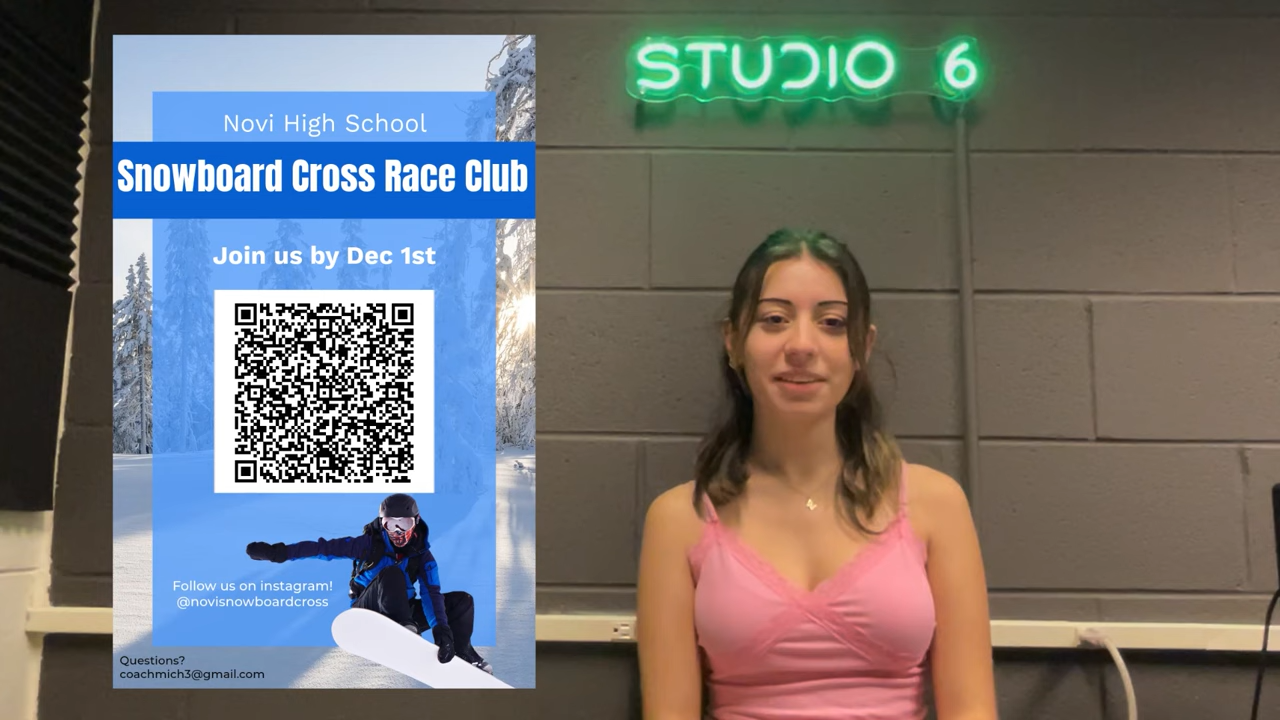 STUDIO 6
Novi High School
Snowboard Cross Race Club
Join us by Dec 1st
Follow us on instagram!
@novisnowboardcross
Questions?
coachmich3@gmail.com